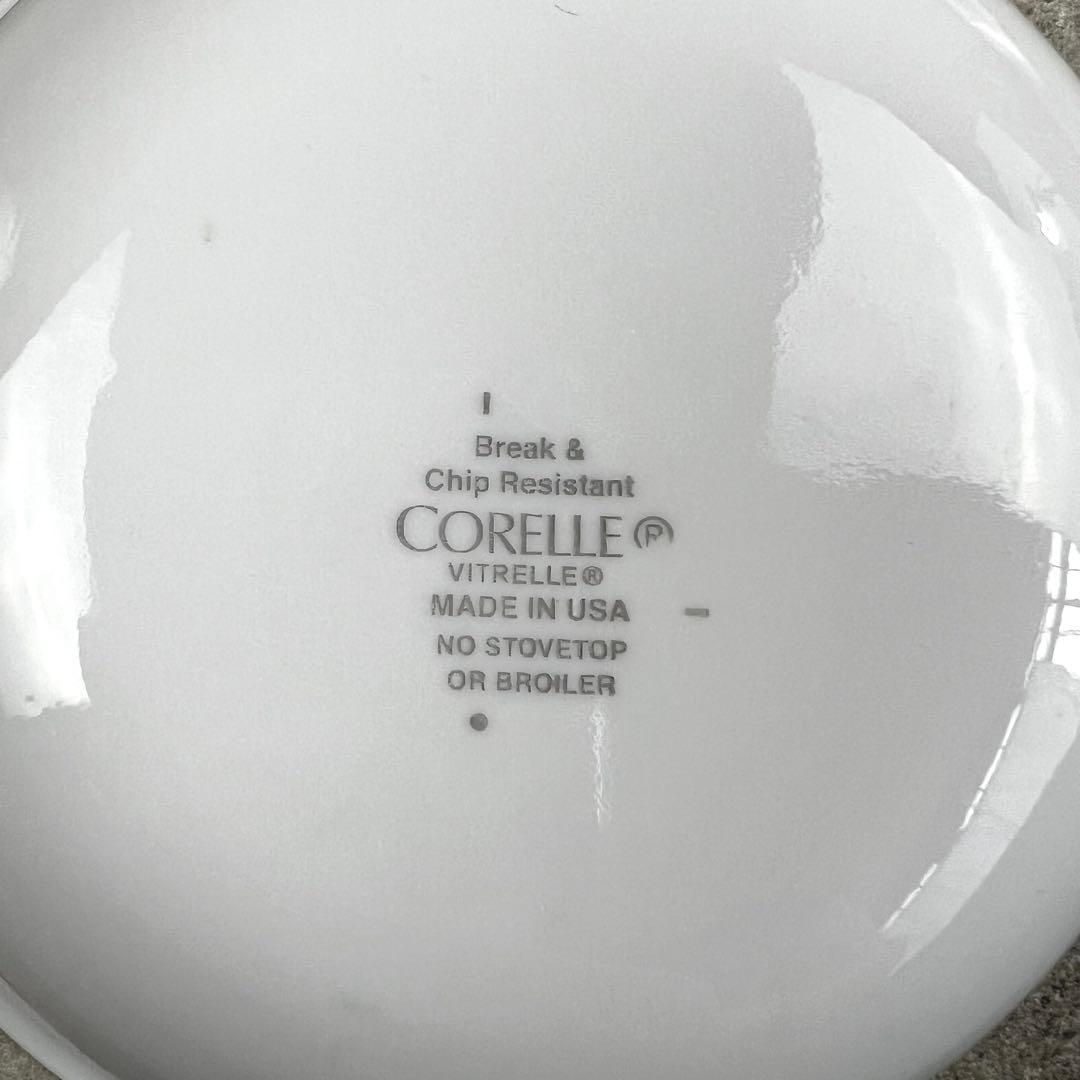 Break &
Chip Resistant
CORELLE®
VITRELLE®
MADE IN USA
NO STOVETOP
OR BROILER